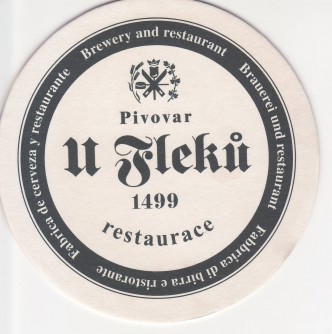 Brewery and restaurant
Brauerei und restaurant
Fabbrica di birra e ristorante
Fabrica de cerveza y restaurante
Pivovar
U Fleků
1499
restaurace